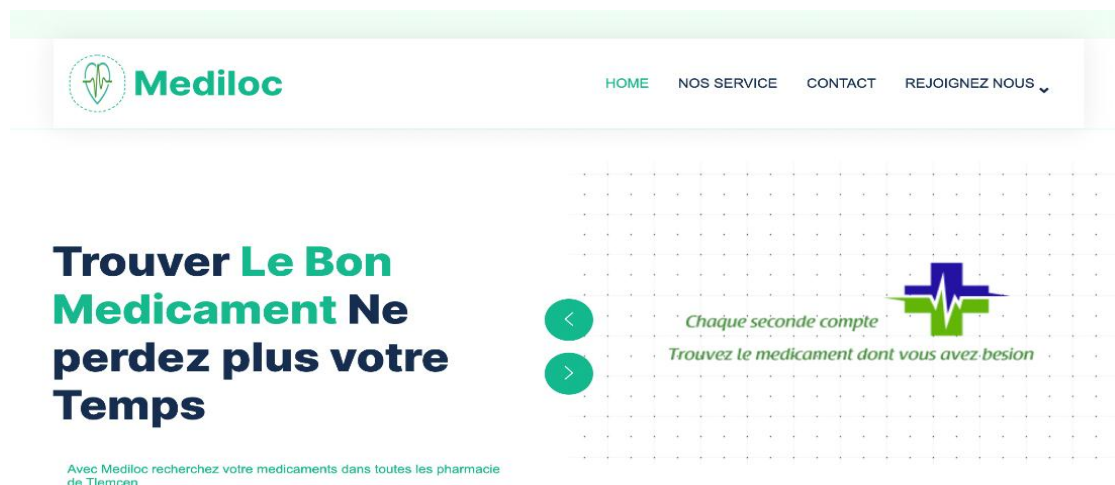 Mediloc
HOME NOS SERVICE CONTACT REJOIGNEZ NOUS
Trouver Le Bon
Medicament Ne
perdez plus votre
Temps
Avec Mediloc recherchez votre medicaments dans toutes les pharmacie
de Tlemcen
Chaque seconde compte
Trouvez le medicament dont vous avez besion